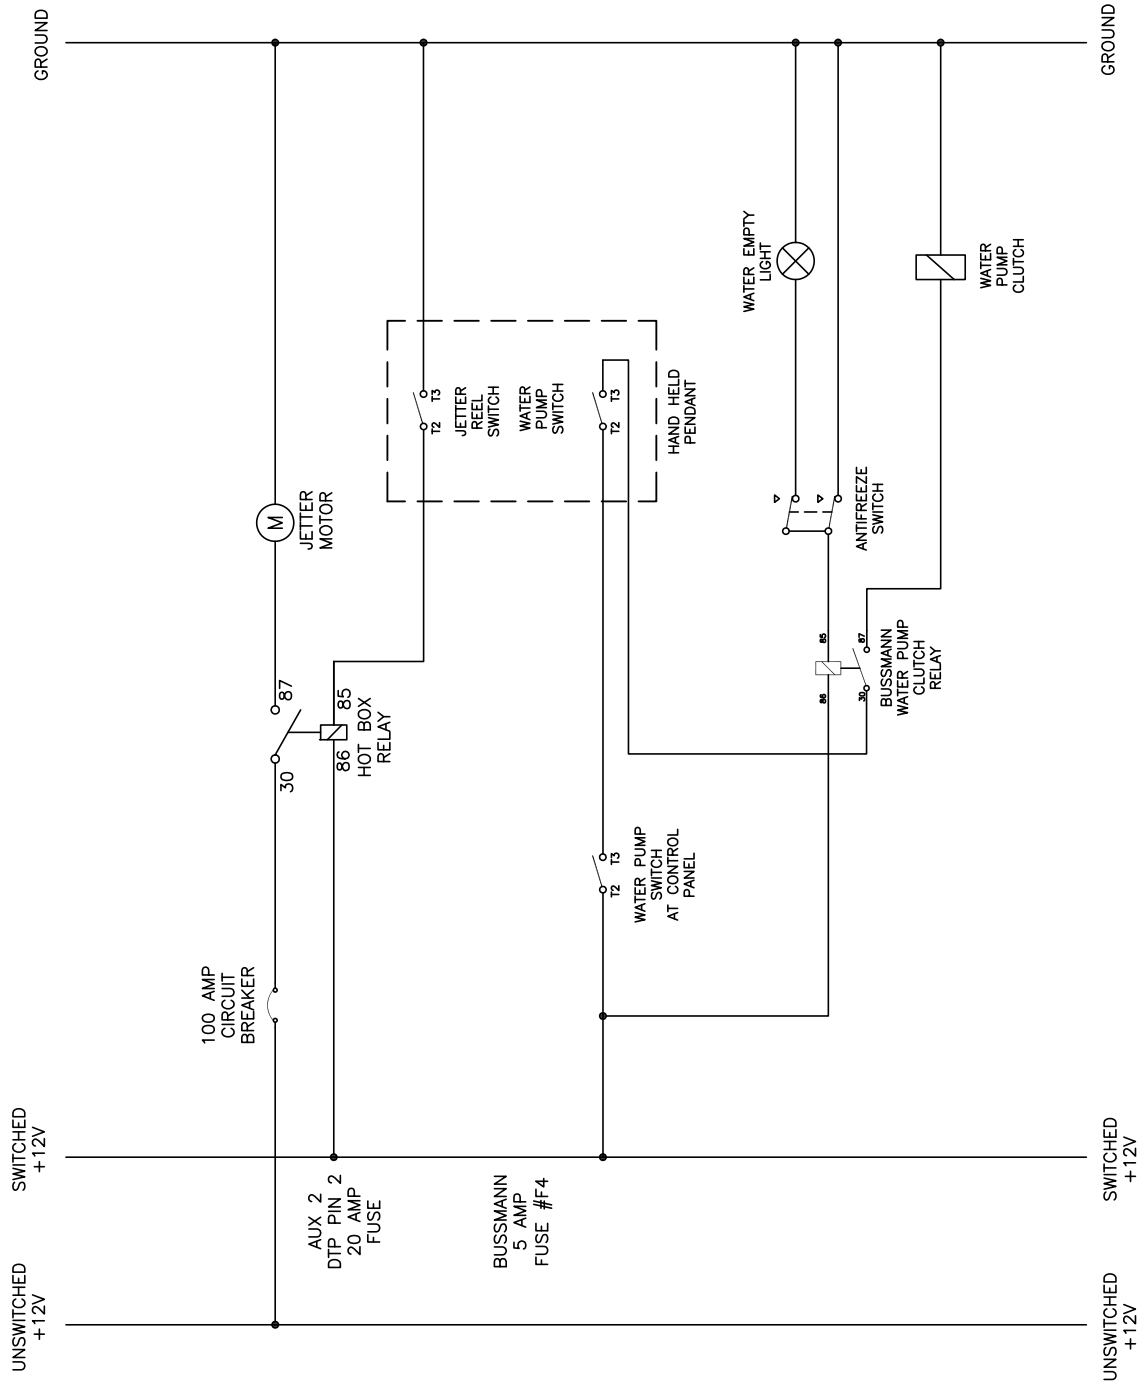 UNSWITCHED
+12V
SWITCHED
+12V
GROUND
100 AMP
CIRCUIT
BREAKER
30
87
M
JETTER
MOTOR
AUX 2
DTP PIN 2
20 AMP
FUSE
86
85
HOT BOX
RELAY
T2
T3
JETTER
REEL
SWITCH
BUSSMANN
5 AMP
FUSE #F4
T2
T3
WATER PUMP
SWITCH
AT CONTROL
PANEL
WATER
PUMP
SWITCH
T2
T3
HAND HELD
PENDANT
WATER EMPTY
LIGHT
86
85
ANTIFREEZE
SWITCH
30
87
BUSSMANN
WATER PUMP
CLUTCH
RELAY
WATER
PUMP
CLUTCH
UNSWITCHED
+12V
SWITCHED
+12V
GROUND